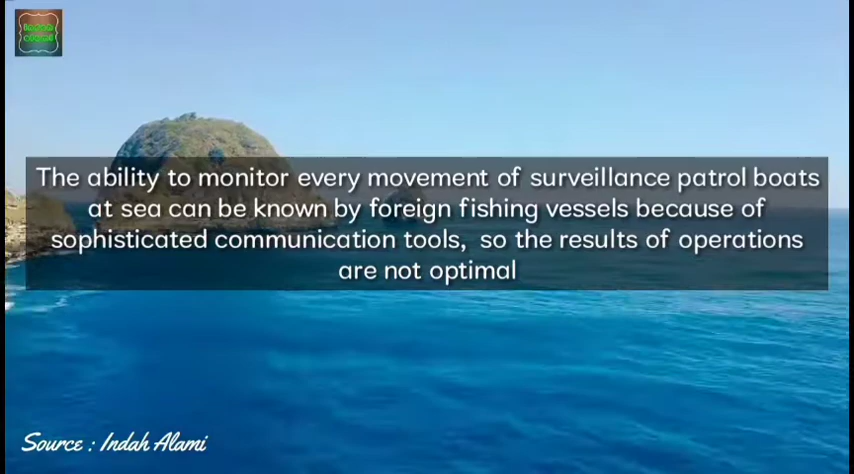 The ability to monitor every movement of surveillance patrol boats
at sea can be known by foreign fishing vessels because of
sophisticated communication tools, so the results of operations
are not optimal
Source : Indah Alami